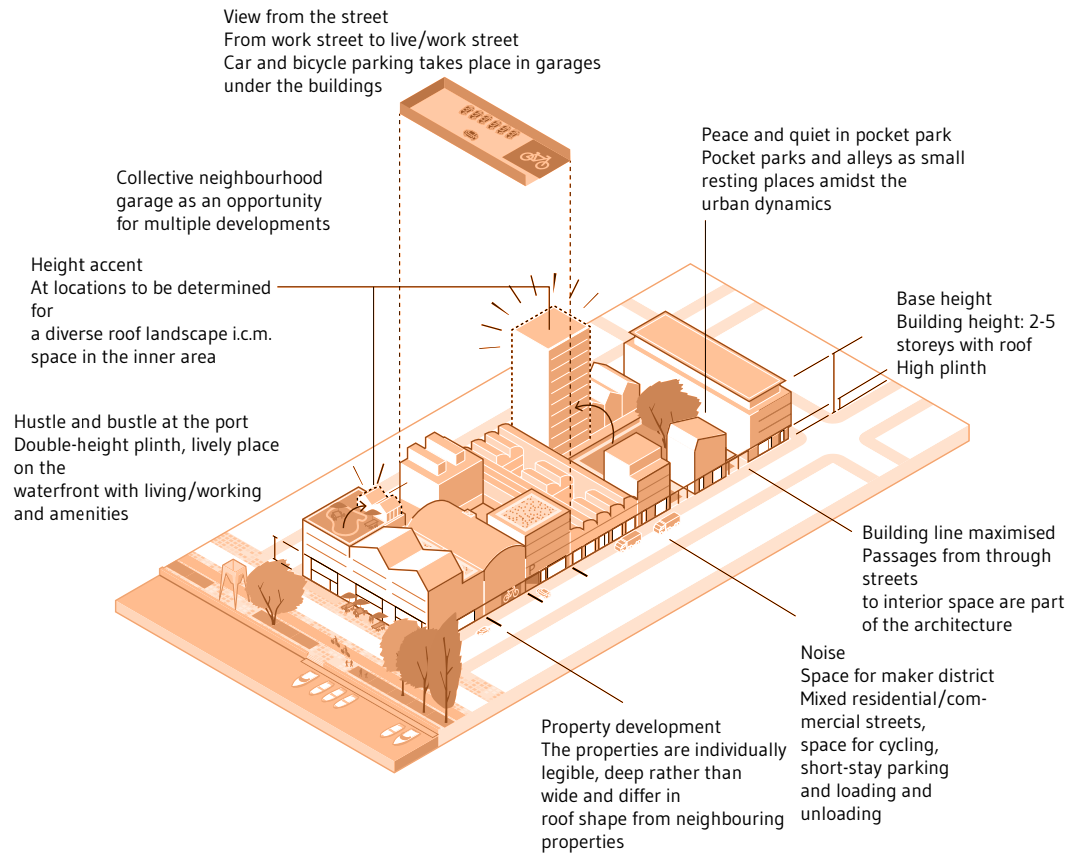 View from the street
From work street to live/work street
Car and bicycle parking takes place in garages
under the buildings
Peace and quiet in pocket park
Pocket parks and alleys as small
resting places amidst the
urban dynamics
Collective neighbourhood
garage as an opportunity
for multiple developments
Height accent
At locations to be determined
for
a diverse roof landscape i.c.m.
space in the inner area
Base height
Building height: 2-5
storeys with roof
High plinth
Hustle and bustle at the port
Double-height plinth, lively place
on the
waterfront with living/working
and amenities
Building line maximised
Passages from through
streets
to interior space are part
of the architecture
Noise
Space for maker district
Mixed residential/com-
mercial streets,
space for cycling,
short-stay parking
and loading and
unloading
Property development
The properties are individually
legible, deep rather than
wide and differ in
roof shape from neighbouring
properties